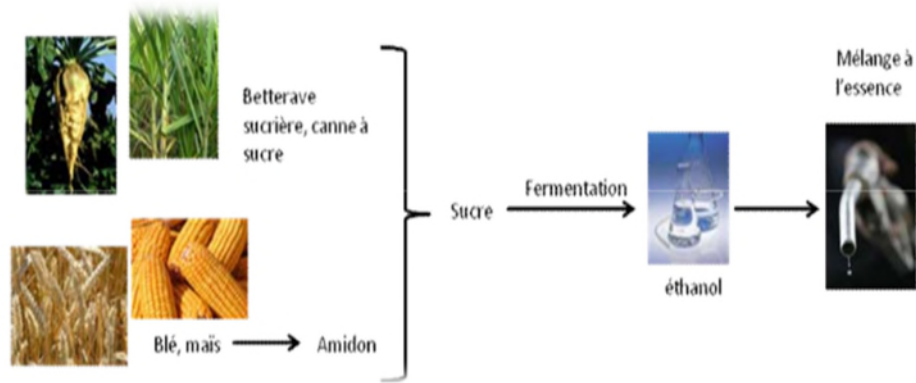 Betterave
sucrière, canne à
sucre
Blé, maïs
Amidon
Sucre
Fermentation
éthanol
Mélange à
l'essence